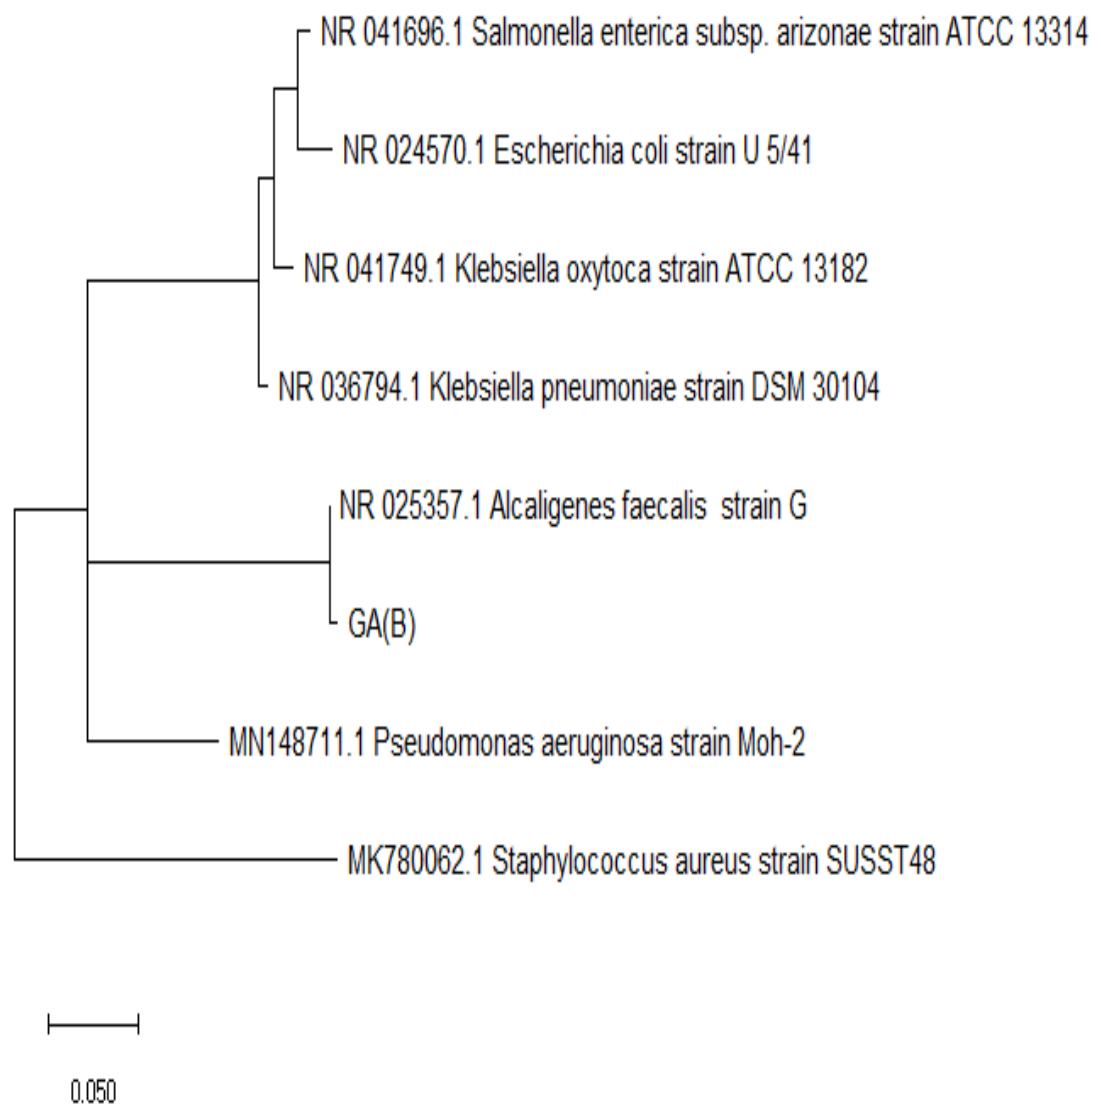 NR 041696.1 Salmonella enterica subsp. arizonae strain ATCC 13314
NR 024570.1 Escherichia coli strain U 5/41
NR 041749.1 Klebsiella oxytoca strain ATCC 13182
NR 036794.1 Klebsiella pneumoniae strain DSM 30104
NR 025357.1 Alcaligenes faecalis strain G
GA(B)
MN148711.1 Pseudomonas aeruginosa strain Moh-2
MK780062.1 Staphylococcus aureus strain SUSST48
0.050